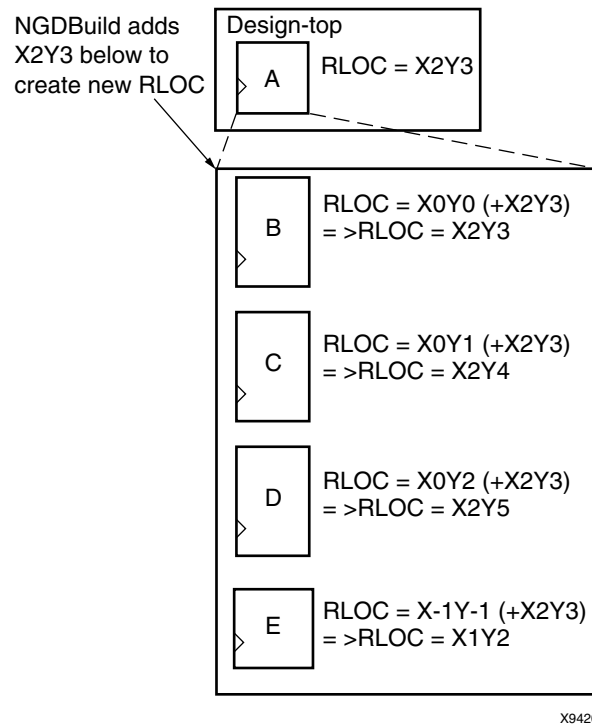 NGDBuild adds
X2Y3 below to
create new RLOC
Design-top
A
RLOC = X2Y3
B
RLOC = X0Y0 (+X2Y3)
= >RLOC = X2Y3
C
RLOC = X0Y1 (+X2Y3)
= >RLOC = X2Y4
D
RLOC = X0Y2 (+X2Y3)
= >RLOC = X2Y5
E
RLOC = X-1Y-1 (+X2Y3)
= >RLOC = X1Y2